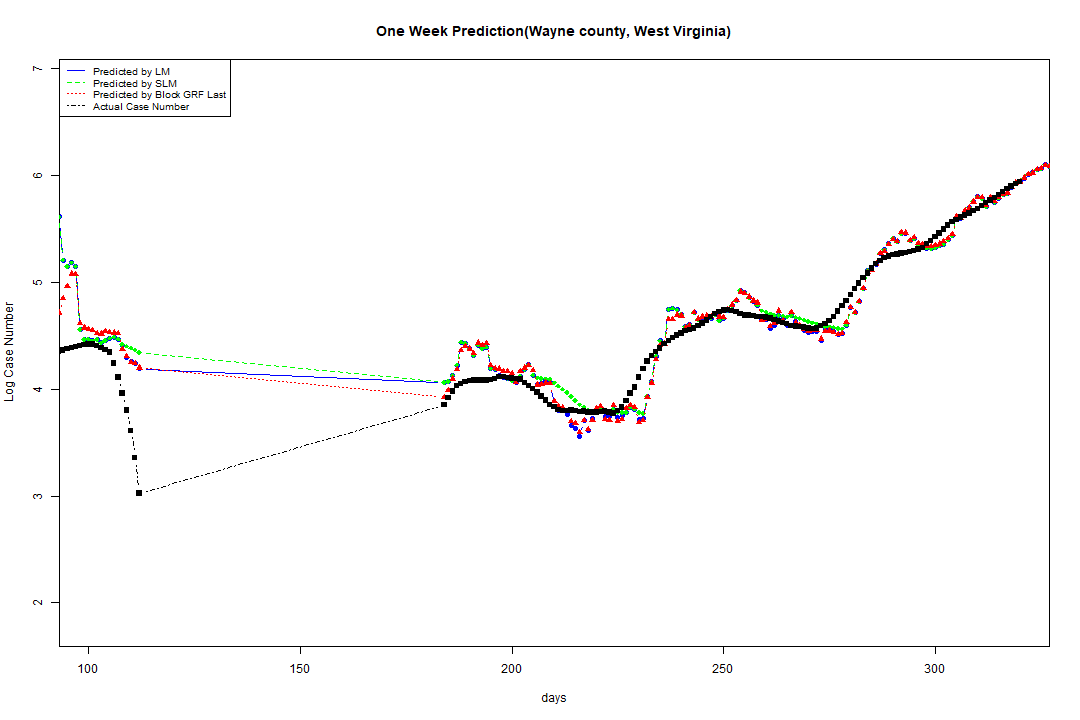 One Week Prediction(Wayne county, West Virginia)
Predicted by LM
Predicted by SLM
Predicted by Block GRF Last
Actual Case Number
7
6
5
4
3
2
Log Case Number
100 150 200 250 300
days